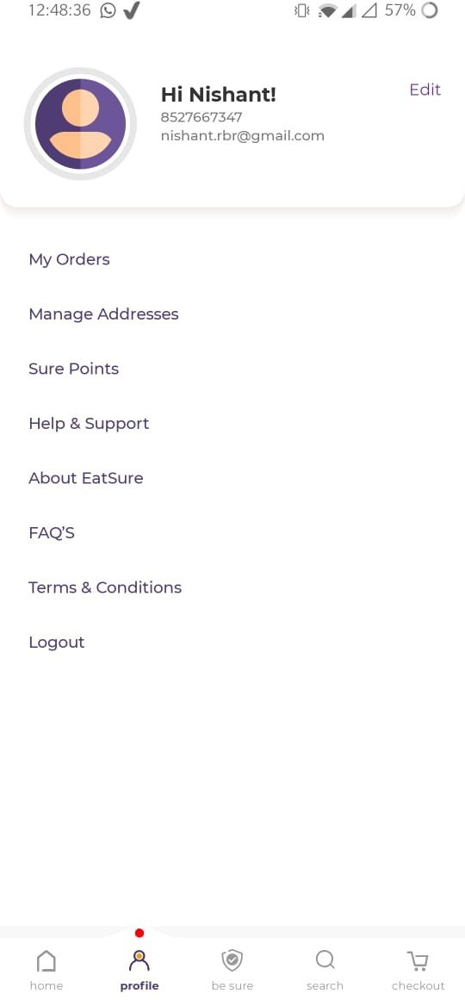 12:48:36
57%
Hi Nishant!
Edit
8527667347
nishant.rbr@gmail.com
My Orders
Manage Addresses
Sure Points
Help & Support
About EatSure
FAQ’S
Terms & Conditions
Logout
home
profile
be sure
search
checkout